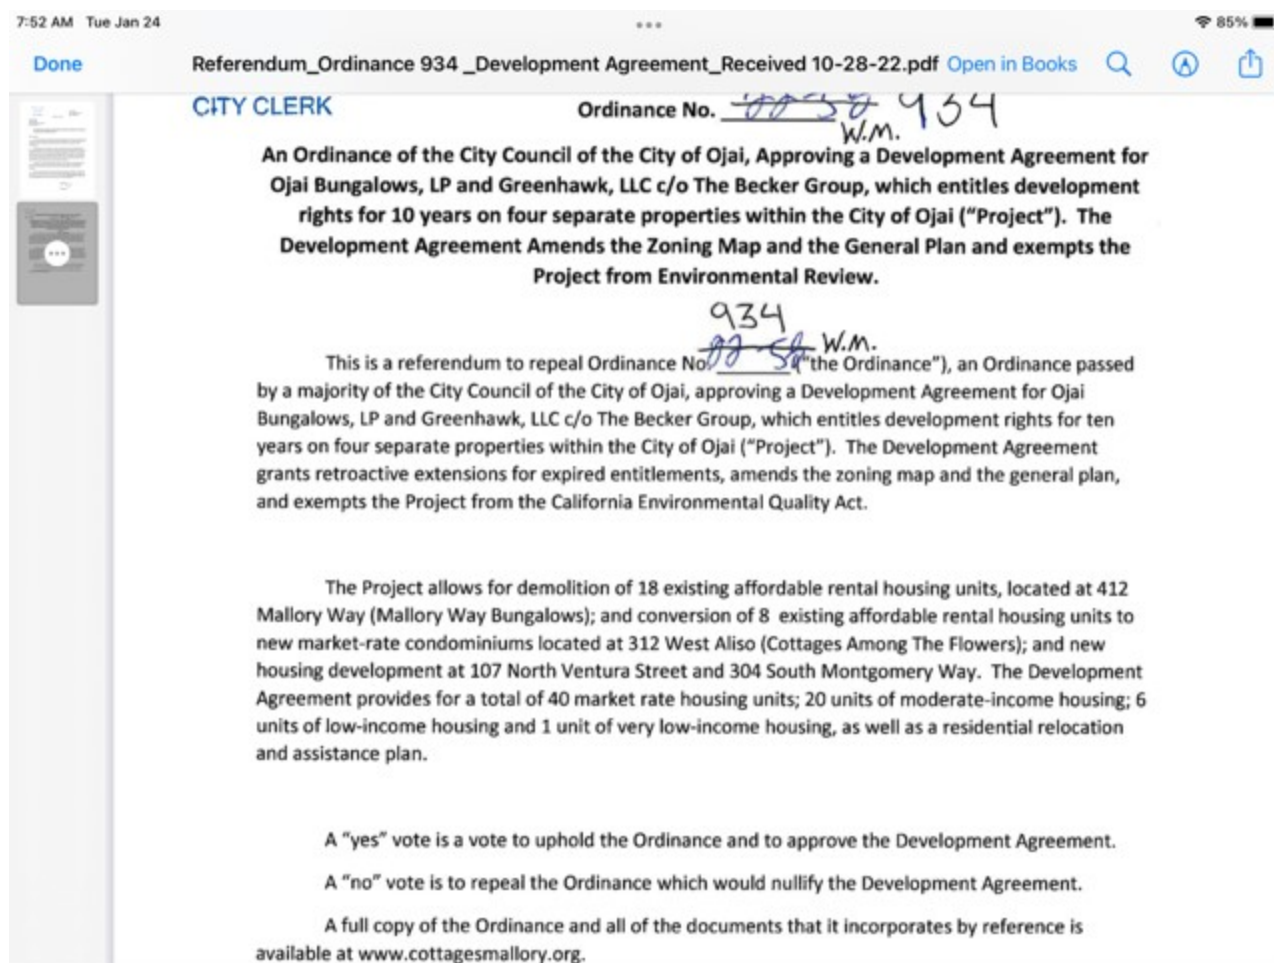 7:52 AM Tue Jan 24
85%
Done
Referendum_Ordinance 934 _Development Agreement_Received 10-28-22.pdf Open in Books
CITY CLERK
Ordinance No. 934
W.M.
An Ordinance of the City Council of the City of Ojai, Approving a Development Agreement for
Ojai Bungalows, LP and Greenhawk, LLC c/o The Becker Group, which entitles development
rights for 10 years on four separate properties within the City of Ojai (“Project”). The
Development Agreement Amends the Zoning Map and the General Plan and exempts the
Project from Environmental Review.
934
W.M.
This is a referendum to repeal Ordinance No. (“the Ordinance”), an Ordinance passed
by a majority of the City Council of the City of Ojai, approving a Development Agreement for Ojai
Bungalows, LP and Greenhawk, LLC c/o The Becker Group, which entitles development rights for ten
years on four separate properties within the City of Ojai (“Project”). The Development Agreement
grants retroactive extensions for expired entitlements, amends the zoning map and the general plan,
and exempts the Project from the California Environmental Quality Act.
The Project allows for demolition of 18 existing affordable rental housing units, located at 412
Mallory Way (Mallory Way Bungalows); and conversion of 8 existing affordable rental housing units to
new market-rate condominiums located at 312 West Aliso (Cottages Among The Flowers); and new
housing development at 107 North Ventura Street and 304 South Montgomery Way. The Development
Agreement provides for a total of 40 market rate housing units; 20 units of moderate-income housing; 6
units of low-income housing and 1 unit of very low-income housing, as well as a residential relocation
and assistance plan.
A “yes” vote is a vote to uphold the Ordinance and to approve the Development Agreement.
A “no” vote is to repeal the Ordinance which would nullify the Development Agreement.
A full copy of the Ordinance and all of the documents that it incorporates by reference is
available at www.cottagesmallory.org.